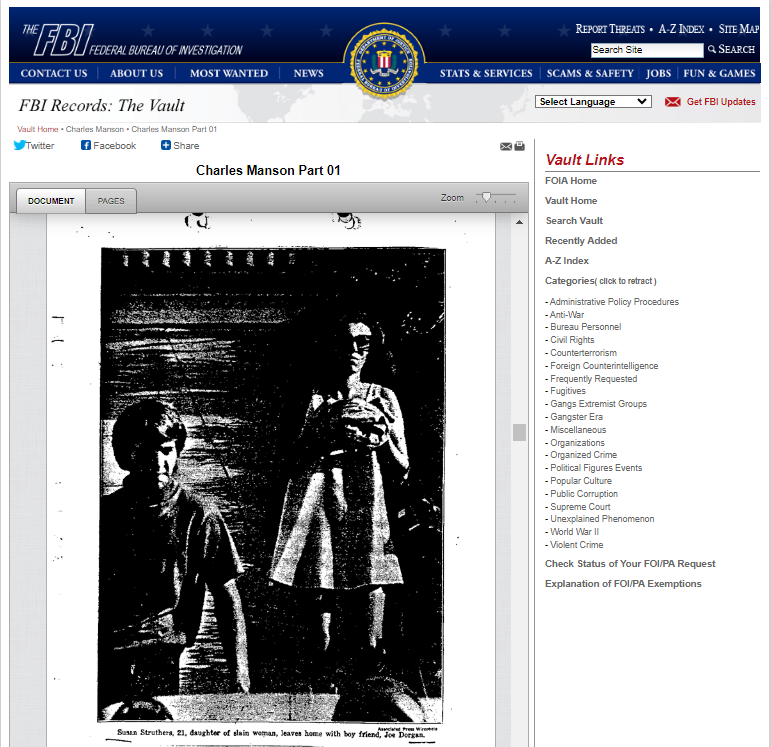 THE FBI FEDERAL BUREAU OF INVESTIGATION
REPORT THREATS • A-Z INDEX • SITE MAP
Search Site SEARCH
CONTACT US ABOUT US MOST WANTED NEWS STATS & SERVICES SCAMS & SAFETY JOBS FUN & GAMES
FBI Records: The Vault
Select Language Get FBI Updates
Vault Home • Charles Manson • Charles Manson Part 01
Twitter Facebook Share
Charles Manson Part 01
DOCUMENT PAGES Zoom
Associated Press Wirephoto
Susan Struthers, 21, daughter of slain woman, leaves home with boy friend, Joe Dorgan.
Vault Links
FOIA Home
Vault Home
Search Vault
Recently Added
A-Z Index
Categories( click to retract )
- Administrative Policy Procedures
- Anti-War
- Bureau Personnel
- Civil Rights
- Counterterrorism
- Foreign Counterintelligence
- Frequently Requested
- Fugitives
- Gangs Extremist Groups
- Gangster Era
- Miscellaneous
- Organizations
- Organized Crime
- Political Figures Events
- Popular Culture
- Public Corruption
- Supreme Court
- Unexplained Phenomenon
- World War II
- Violent Crime
Check Status of Your FOI/PA Request
Explanation of FOI/PA Exemptions